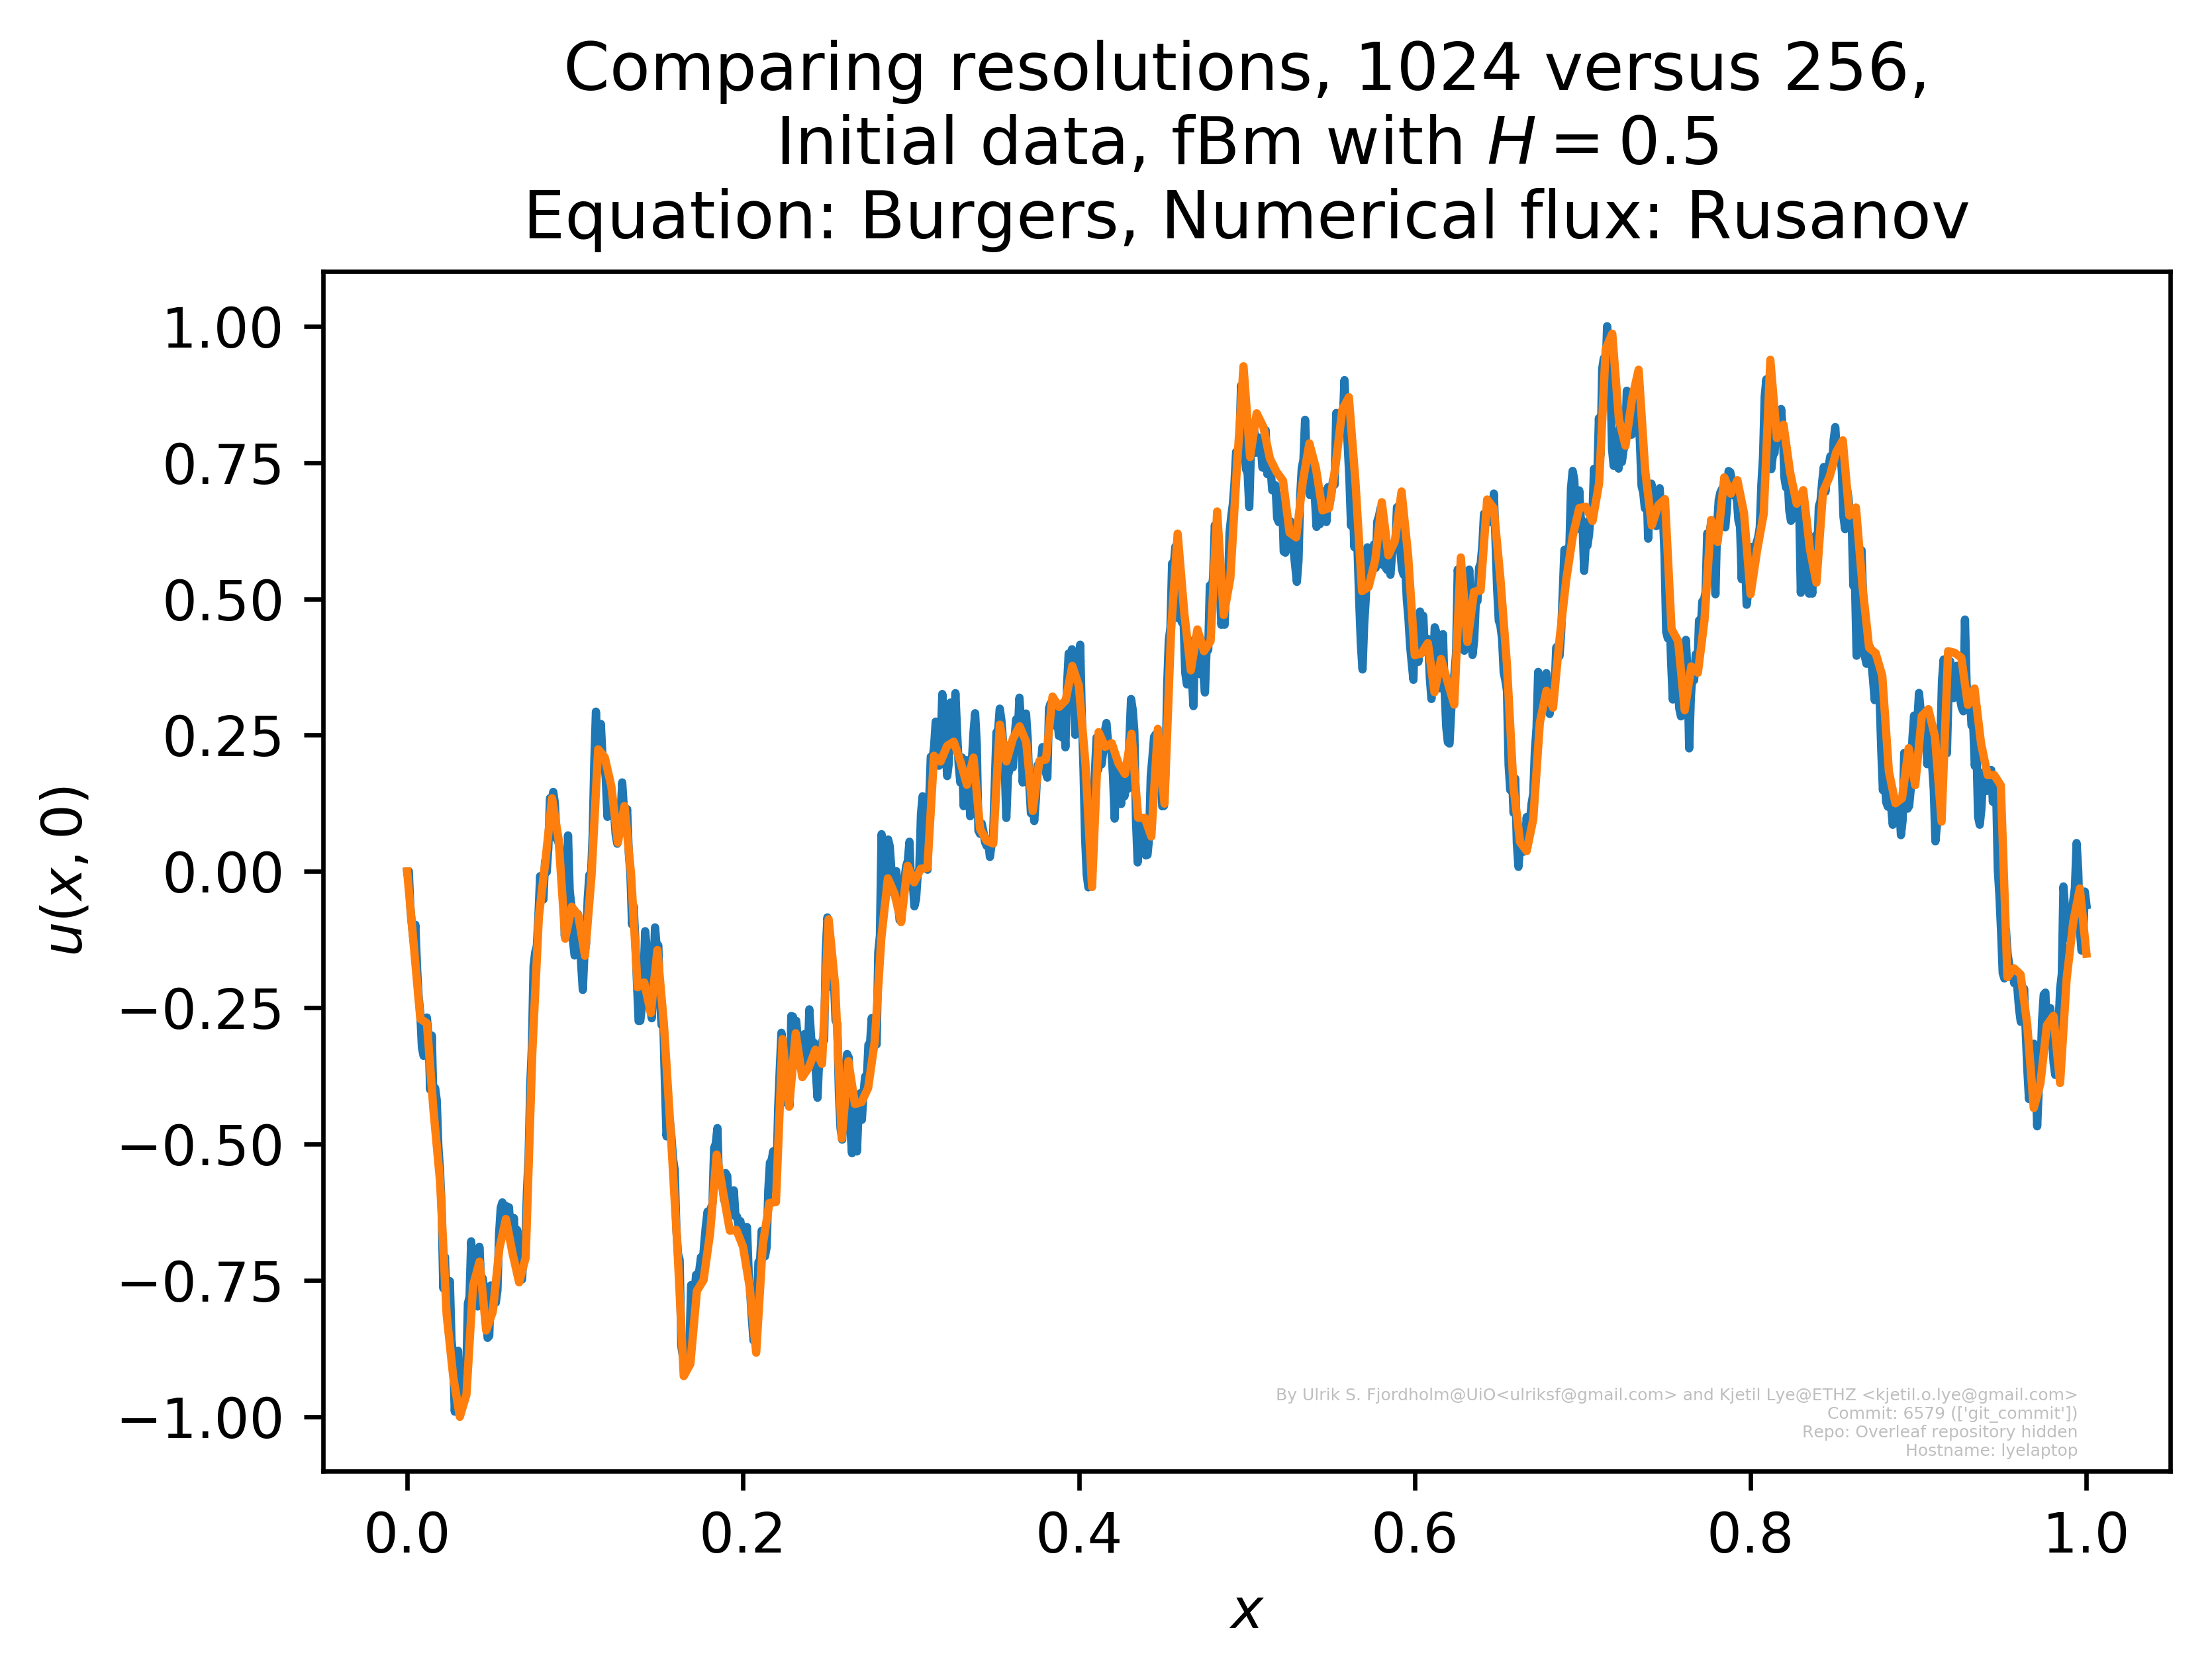 Comparing resolutions, 1024 versus 256,
Initial data, fBm with H = 0.5
Equation: Burgers, Numerical flux: Rusanov
1.00
0.75
0.50
0.25
0.00
−0.25
−0.50
−0.75
−1.00
u(x, 0)
By Ulrik S. Fjordholm@UiO<ulriksf@gmail.com> and Kjetil Lye@ETHZ <kjetil.o.lye@gmail.com>
Commit: 6579 (['git_commit'])
Repo: Overleaf repository hidden
Hostname: lyelaptop
0.0 0.2 0.4 0.6 0.8 1.0
x